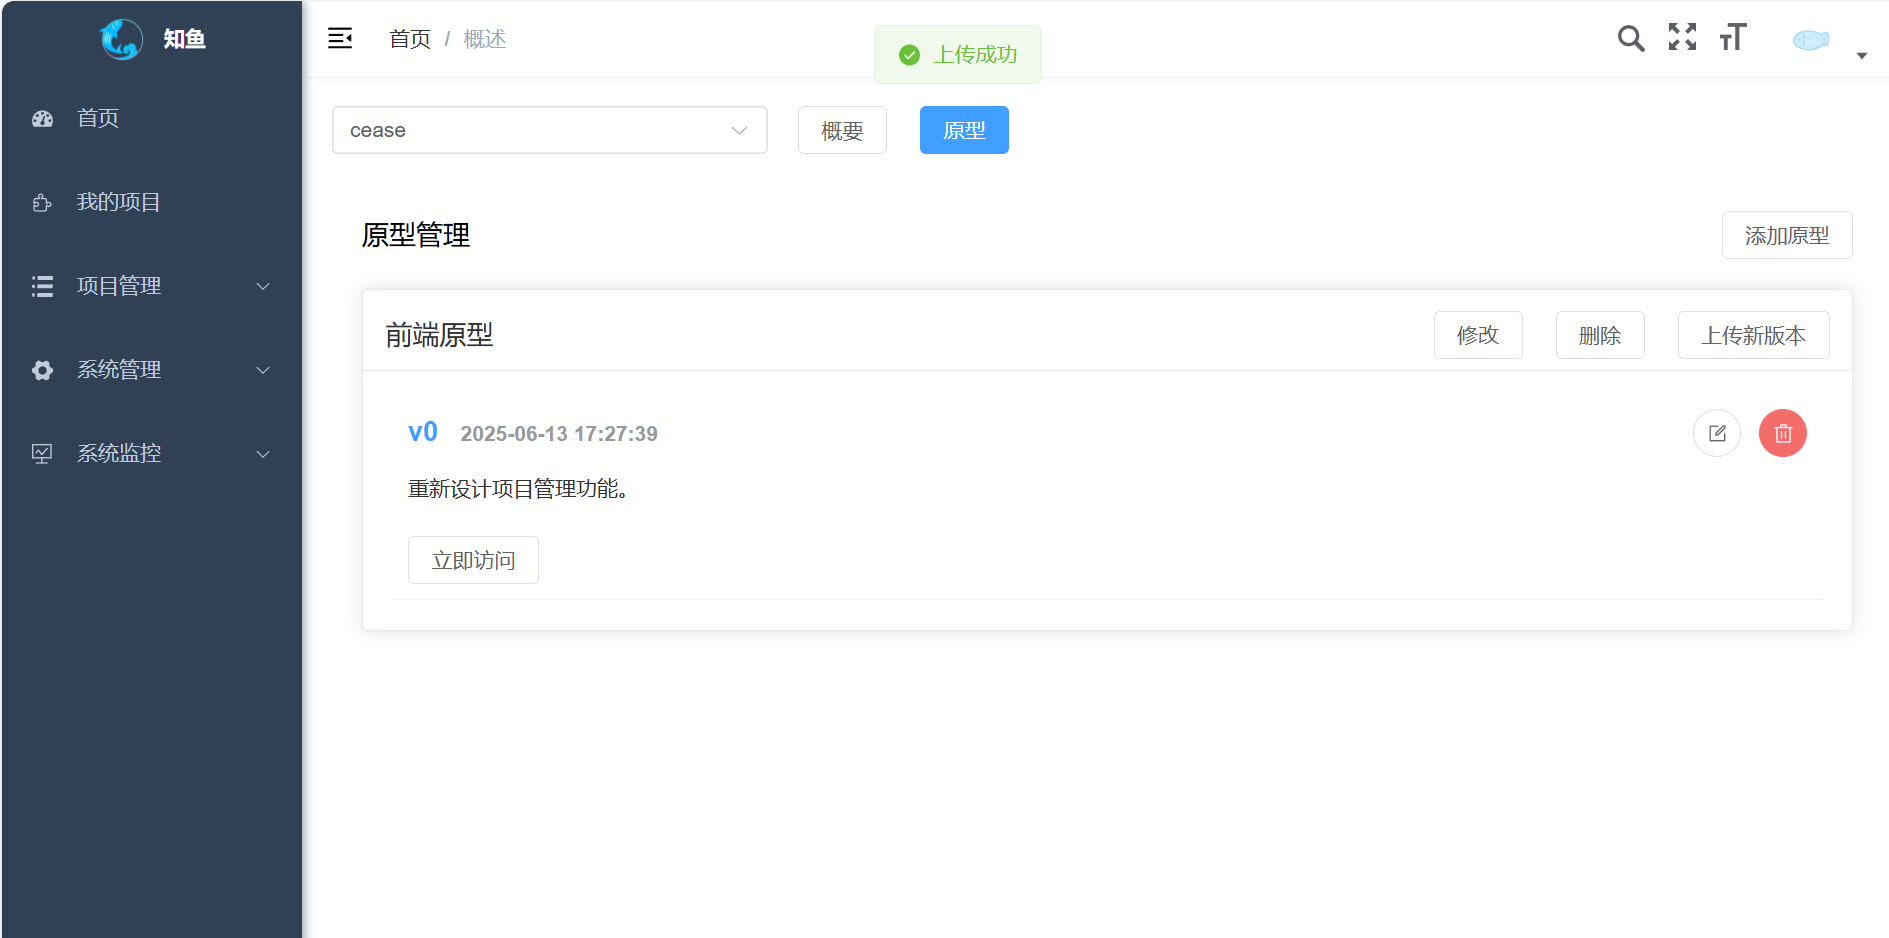 知鱼
首页
我的项目
项目管理
系统管理
系统监控
首页 / 概述
上传成功
cease
概要
原型
原型管理
添加原型
前端原型
修改
删除
上传新版本
v0 2025-06-13 17:27:39
重新设计项目管理功能。
立即访问